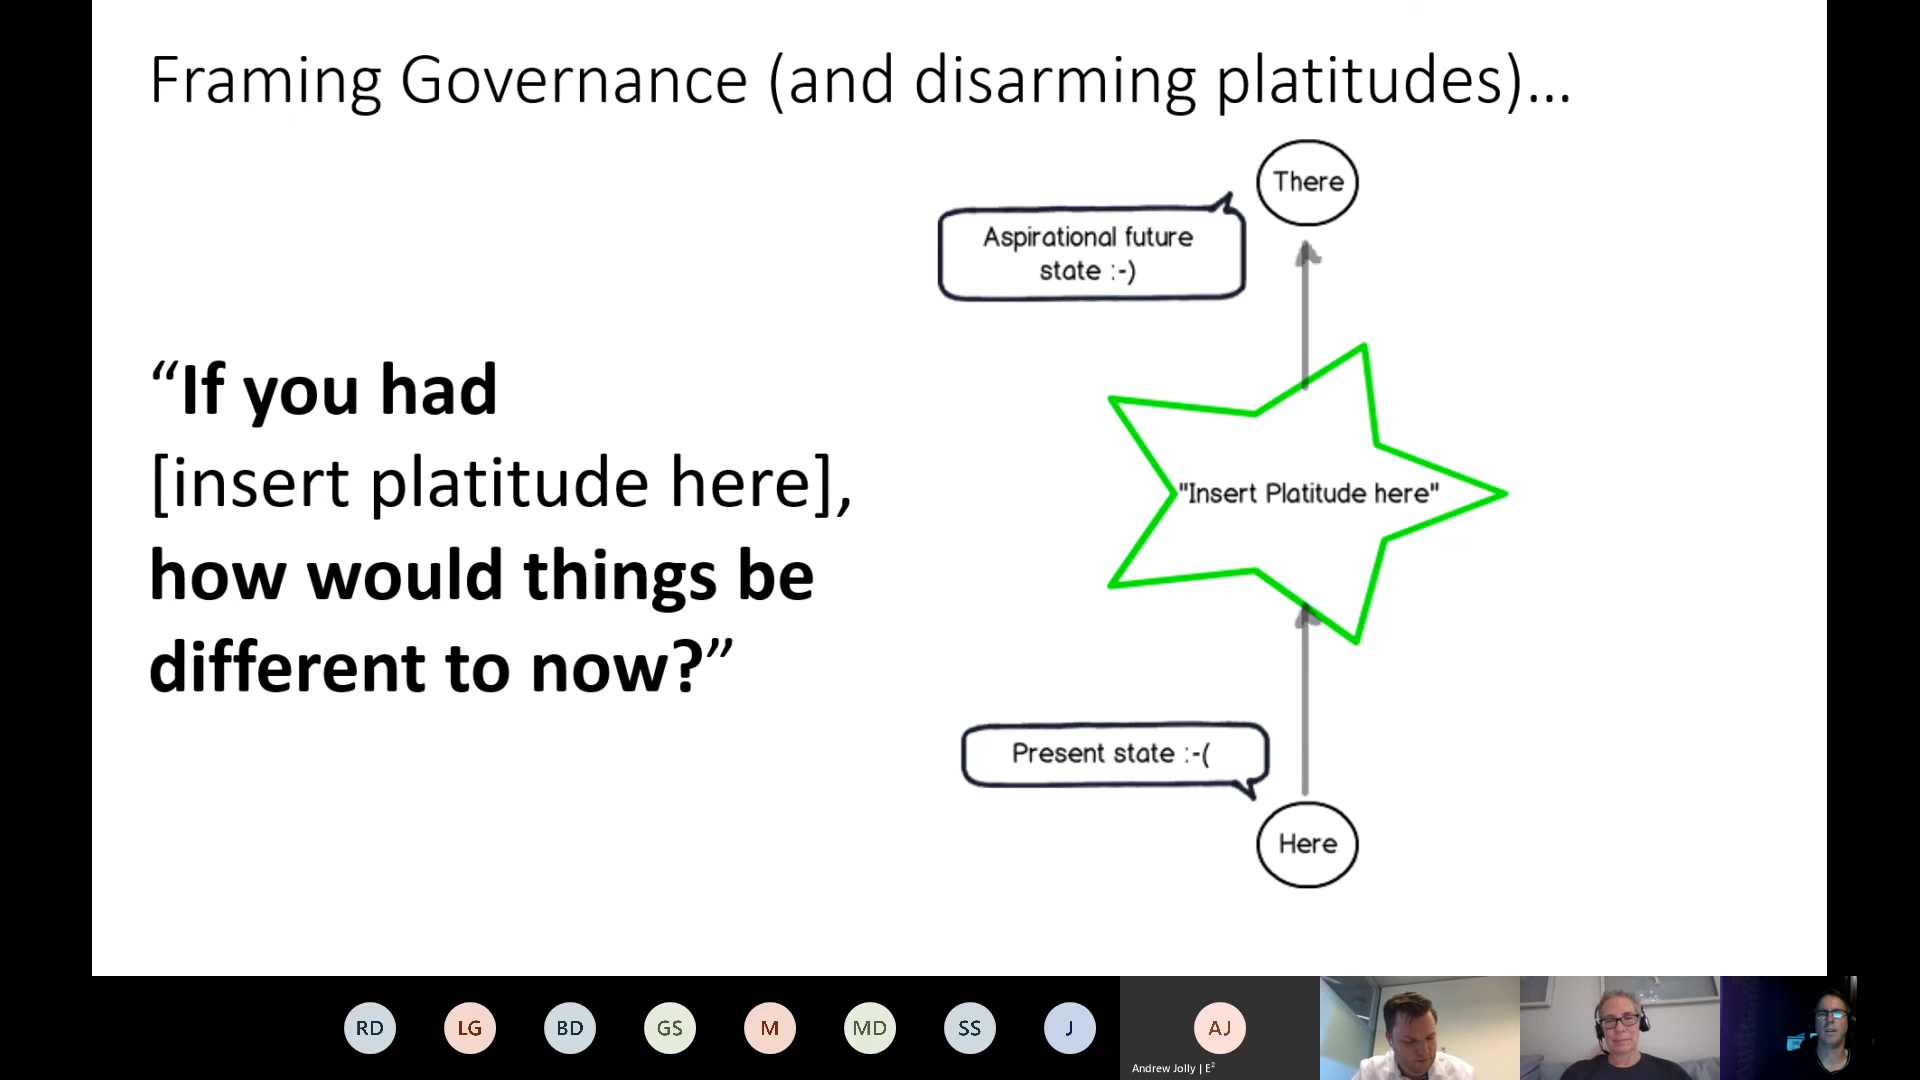 Framing Governance (and disarming platitudes)...
There
Aspirational future
state :-)
“If you had
[insert platitude here],
how would things be
different to now?”
"Insert Platitude here"
Present state :-(
Here
RD
LG
BD
GS
M
MD
SS
J
AJ
Andrew Jolly | E²